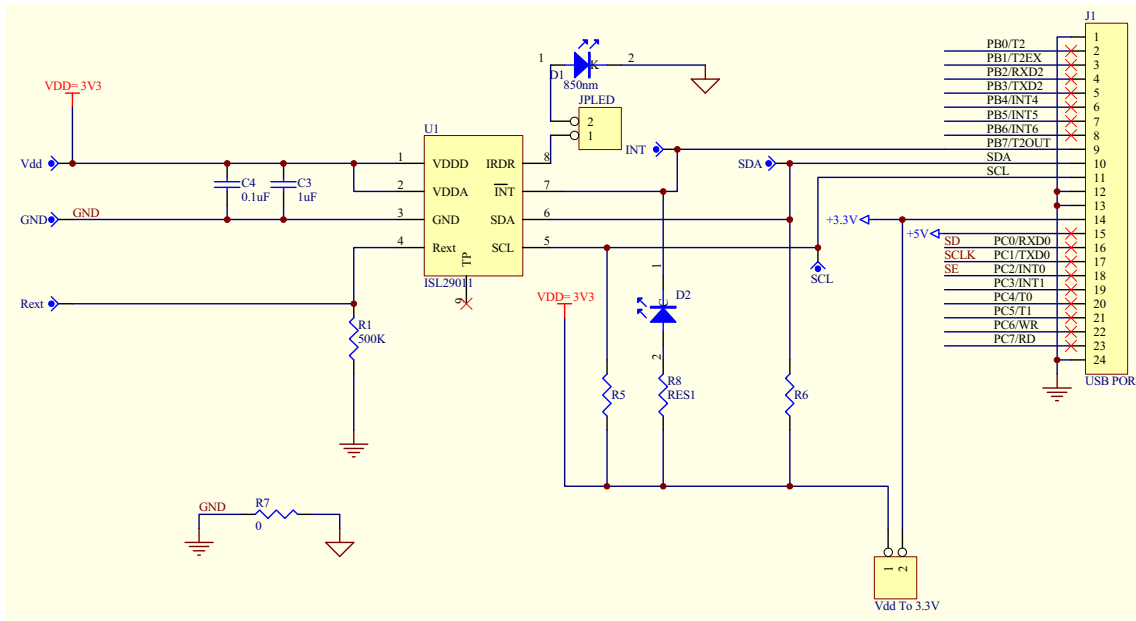 J1
1
PB0/T2 2
PB1/T2EX 3
PB2/RXD2 4
PB3/TXD2 5
PB4/INT4 6
PB5/INT5 7
PB6/INT6 8
PB7/T2OUT 9
SDA 10
SCL 11
12
13
+3.3V 14
+5V 15
SD PC0/RXD0 16
SCLK PC1/TXD0 17
SE PC2/INT0 18
PC3/INT1 19
PC4/T0 20
PC5/T1 21
PC6/WR 22
PC7/RD 23
24
USB POR
1 2
K
D1
850nm
JPLED
2
1
VDD= 3V3
U1
INT
SDA
Vdd
1 VDDD IRDR 8
C4
0.1uF
C3
1uF
2 VDDA INT 7
GND GND
3 GND SDA 6
4 Rext SCL 5
TP
9
ISL29011
SCL
Rext
VDD= 3V3
1
C
D2
2
R1
500K
R5
R8
RES1
R6
GND
R7
0
1 2
Vdd To 3.3V